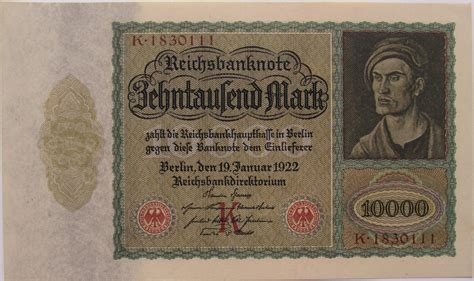 K·1830111
Reichsbanknote
Zehntausend Mark
zahlt die Reichsbankhauptkasse in Berlin
gegen diese Banknote dem Einlieferer
Berlin, den 19. Januar 1922
Reichsbankdirektorium
K
10000
K·1830111